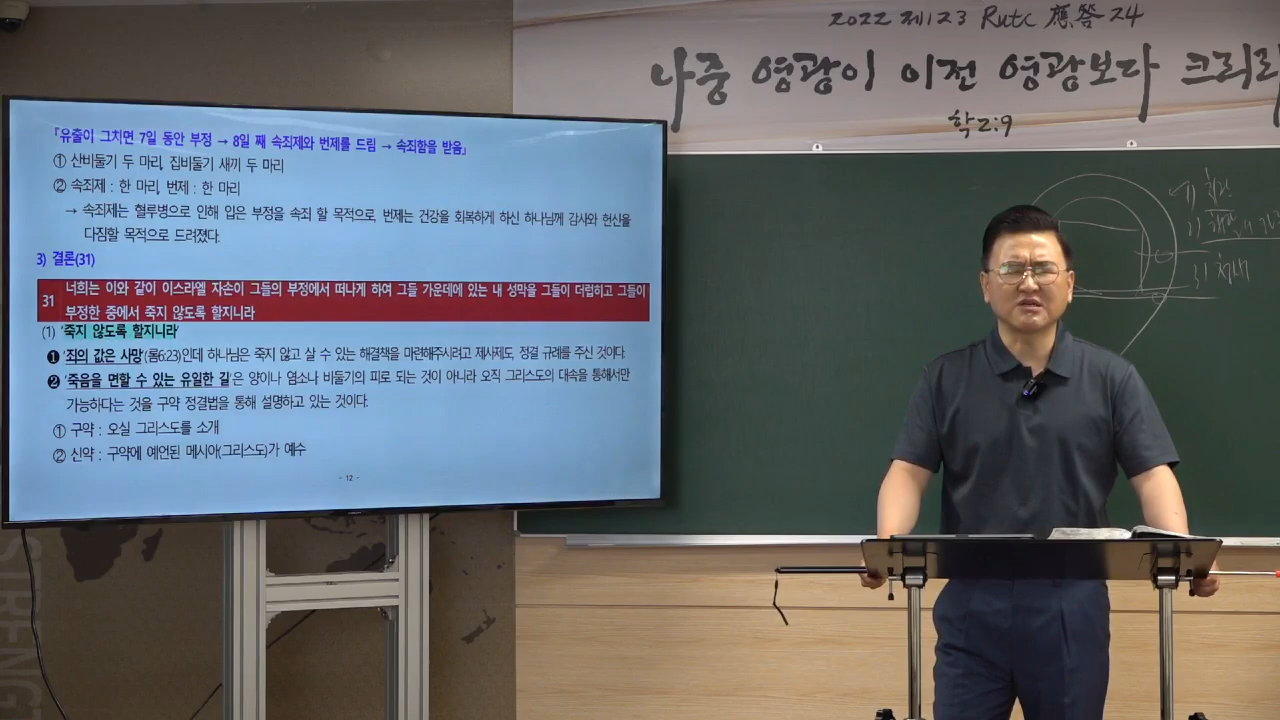 2022 제123 Rutc 應答 24
나중 영광이 이전 영광보다 크리라
학2:9
『유출이 그치면 7일 동안 부정 → 8일 째 속죄제와 번제를 드림 → 속죄함을 받음』
① 산비둘기 두 마리, 집비둘기 새끼 두 마리
② 속죄제 : 한 마리, 번제 : 한 마리
→ 속죄제는 혈루병으로 인해 입은 부정을 속죄 할 목적으로, 번제는 건강을 회복하게 하신 하나님께 감사와 헌신을
다짐할 목적으로 드려졌다.
3) 결론(31)
31 너희는 이와 같이 이스라엘 자손이 그들의 부정에서 떠나게 하여 그들 가운데에 있는 내 성막을 그들이 더럽히고 그들이
부정한 중에서 죽지 않도록 할지니라
(1) '죽지 않도록 할지니라'
❶ '죄의 값은 사망'(롬6:23)인데 하나님은 죽지 않고 살 수 있는 해결책을 마련해주시려고 제사제도, 정결 규례를 주신 것이다.
❷ '죽음을 면할 수 있는 유일한 길'은 양이나 염소나 비둘기의 피로 되는 것이 아니라 오직 그리스도의 대속을 통해서만
가능하다는 것을 구약 정결법을 통해 설명하고 있는 것이다.
① 구약 : 오실 그리스도를 소개
② 신약 : 구약에 예언된 메시아(그리스도)가 예수
- 12 -